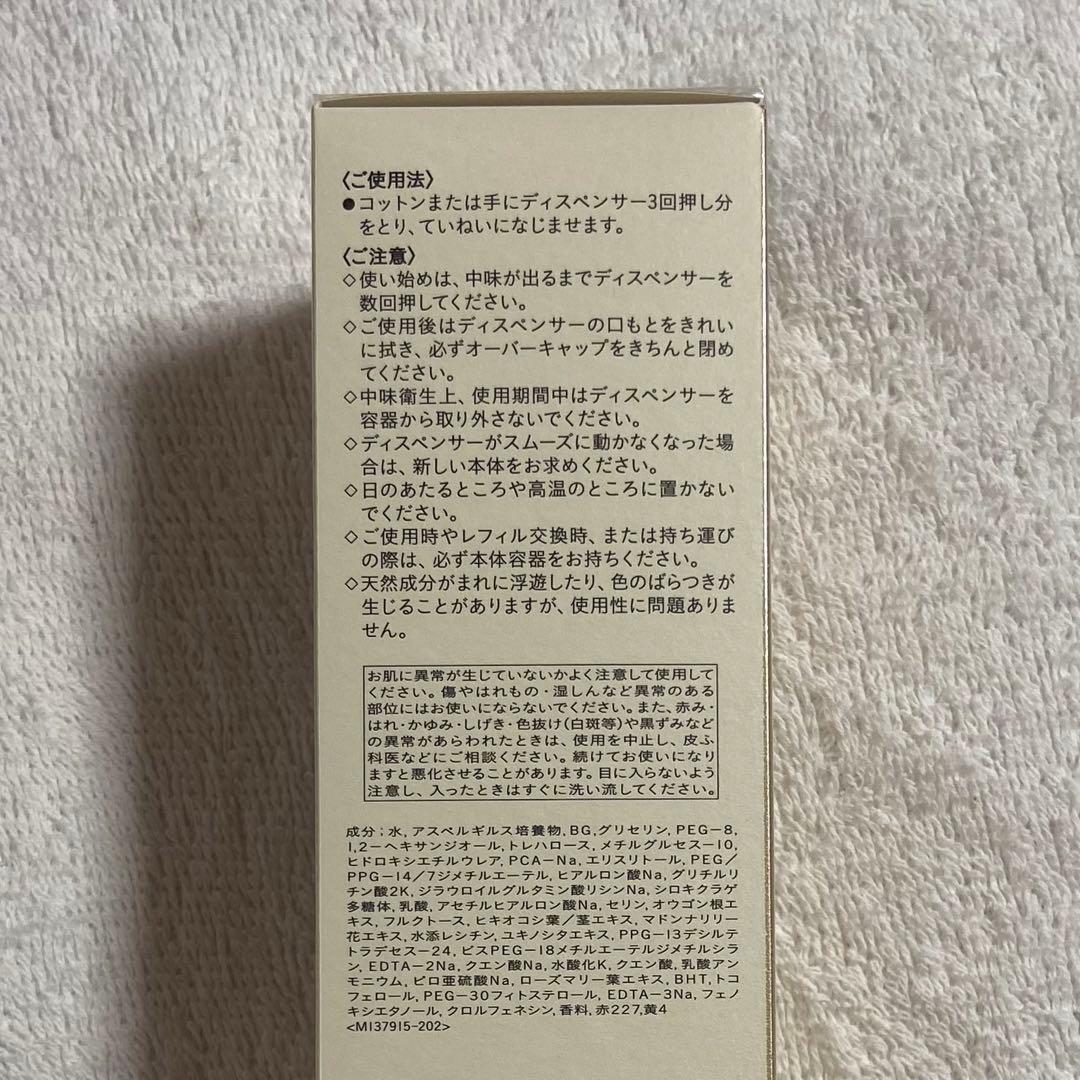 〈ご使用法〉
●コットンまたは手にディスペンサー3回押し分
をとり、ていねいになじませます。
〈ご注意〉
◇使い始めは、中味が出るまでディスペンサーを
数回押してください。
◇ご使用後はディスペンサーの口もとをきれい
に拭き、必ずオーバーキャップをきちんと閉め
てください。
◇中味衛生上、使用期間中はディスペンサーを
容器から取り外さないでください。
◇ディスペンサーがスムーズに動かなくなった場
合は、新しい本体をお求めください。
◇日のあたるところや高温のところに置かない
でください。
◇ご使用時やレフィル交換時、または持ち運び
の際は、必ず本体容器をお持ちください。
◇天然成分がまれに浮遊したり、色のばらつきが
生じることがありますが、使用性に問題ありま
せん。
お肌に異常が生じていないかよく注意して使用して
ください。傷やはれもの・湿しんなど異常のある
部位にはお使いにならないでください。また、赤み・
はれ・かゆみ・しげき・色抜け(白斑等)や黒ずみなど
の異常があらわれたときは、使用を中止し、皮ふ
科医などにご相談ください。続けてお使いになり
ますと悪化させることがあります。目に入らないよう
注意し、入ったときはすぐに洗い流してください。
成分；水, アスペルギルス培養物, BG, グリセリン, PEG-8,
1,2-ヘキサンジオール, トレハロース, メチルグルセス-10,
ヒドロキシエチルウレア, PCA-Na, エリスリトール, PEG/
PPG-14/7ジメチルエーテル, ヒアルロン酸Na, グリチルリ
チン酸2K, ジラウロイルグルタミン酸リシンNa, シロキクラゲ
多糖体, 乳酸, アセチルヒアルロン酸Na, セリン, オウゴン根エ
キス, フルクトース, ヒキオコシ葉/茎エキス, マドンナリリー
花エキス, 水添レシチン, ユキノシタエキス, PPG-13デシルテ
トラデセス-24, ビスPEG-18メチルエーテルジメチルシラ
ン, EDTA-2Na, クエン酸Na, 水酸化K, クエン酸, 乳酸アン
モニウム, ピロ亜硫酸Na, ローズマリー葉エキス, BHT, トコ
フェロール, PEG-30フィトステロール, EDTA-3Na, フェノ
キシエタノール, クロルフェネシン, 香料, 赤227, 黄4
<M137915-202>